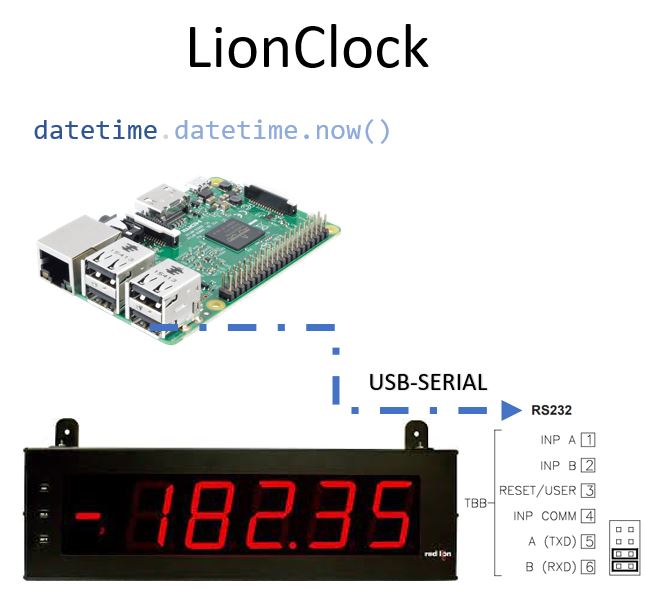 LionClock
datetime.datetime.now()
HDMI
USB-SERIAL
RS232
INP A 1
INP B 2
TBB
RESET/USER 3
INP COMM 4
A (TXD) 5
B (RXD) 6
-182.35
red lion